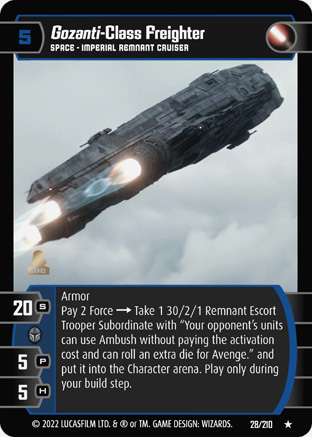 5 Gozanti-Class Freighter
SPACE - IMPERIAL REMNANT CRUISER
20 S
Armor
Pay 2 Force → Take 1 30/2/1 Remnant Escort
Trooper Subordinate with “Your opponent’s units
can use Ambush without paying the activation
cost and can roll an extra die for Avenge.” and
put it into the Character arena. Play only during
your build step.
5 P
5 H
© 2022 LUCASFILM LTD. & ® or TM. GAME DESIGN: WIZARDS. 28/210 ★